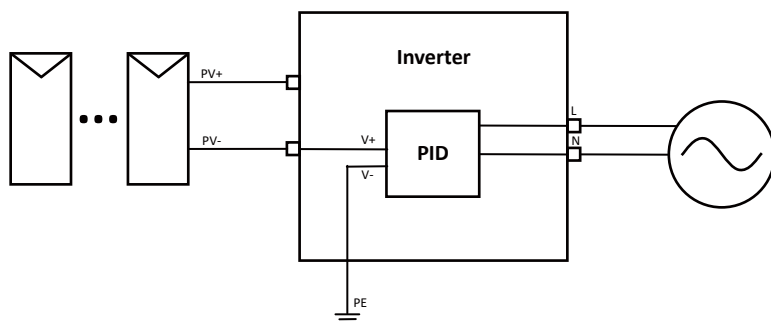 Inverter
PV+
L
V+
N
PV-
PID
V-
PE